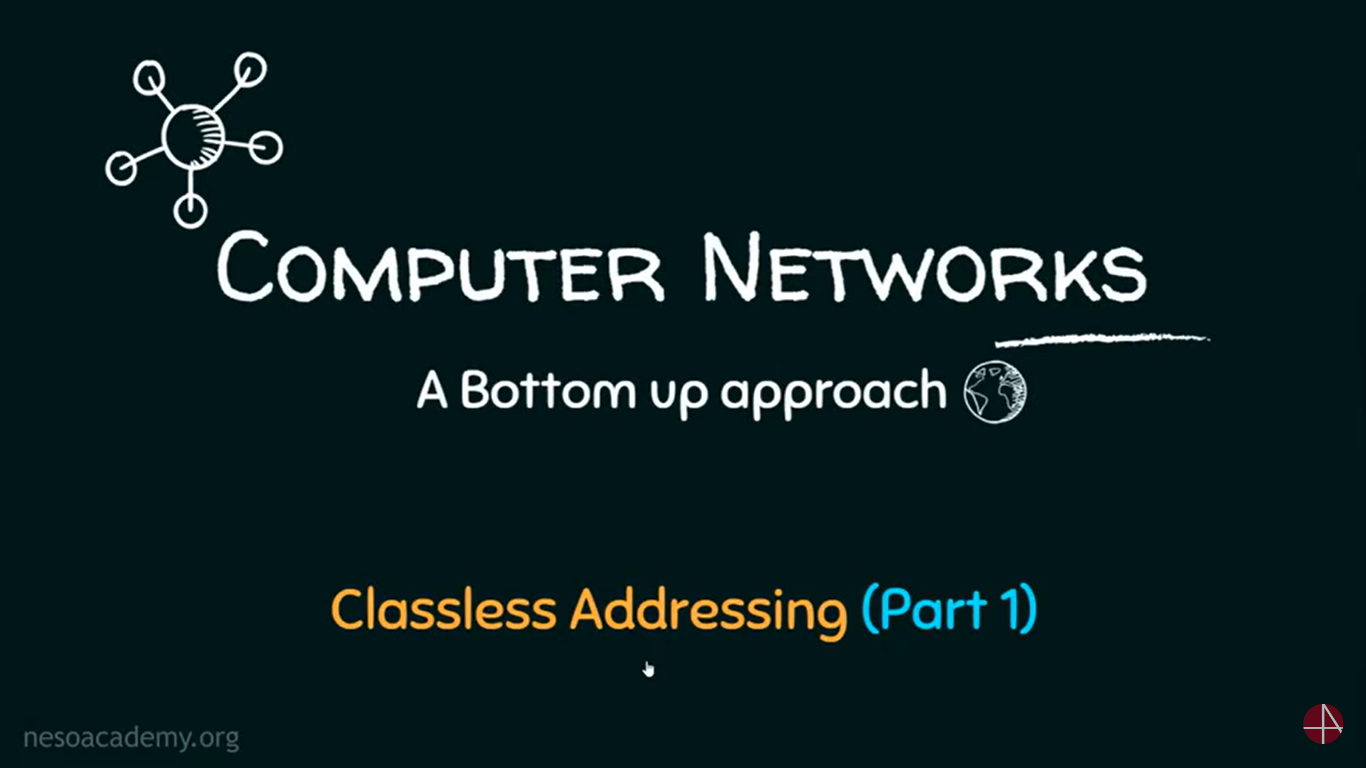 COMPUTER NETWORKS
A Bottom up approach
Classless Addressing (Part 1)
nesoacademy.org